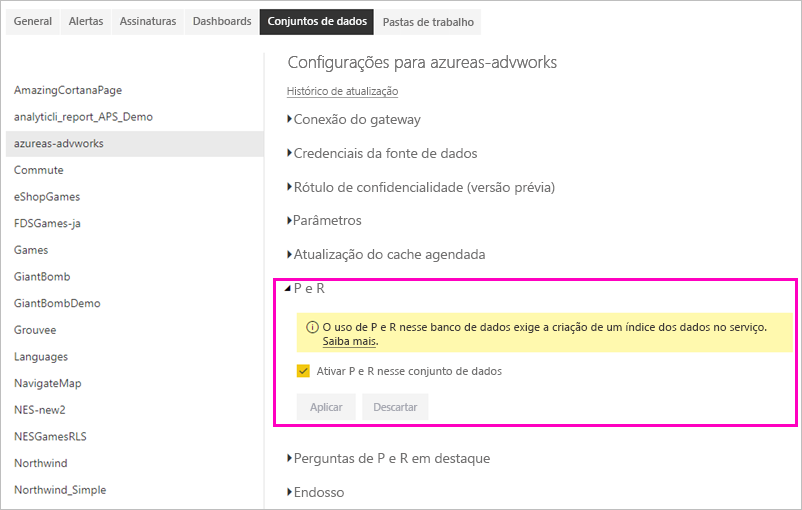 General Alertas Assinaturas Dashboards Conjuntos de dados Pastas de trabalho
AmazingCortanaPage
analyticli_report_APS_Demo
azureas-advworks
Commute
eShopGames
FDSGames-ja
Games
GiantBomb
GiantBombDemo
Grouvee
Languages
NavigateMap
NES-new2
NESGamesRLS
Northwind
Northwind_Simple
Configurações para azureas-advworks
Histórico de atualização
Conexão do gateway
Credenciais da fonte de dados
Rótulo de confidencialidade (versão prévia)
Parâmetros
Atualização do cache agendada
P e R
O uso de P e R nesse banco de dados exige a criação de um índice dos dados no serviço.
Saiba mais.
Ativar P e R nesse conjunto de dados
Aplicar Descartar
Perguntas de P e R em destaque
Endosso